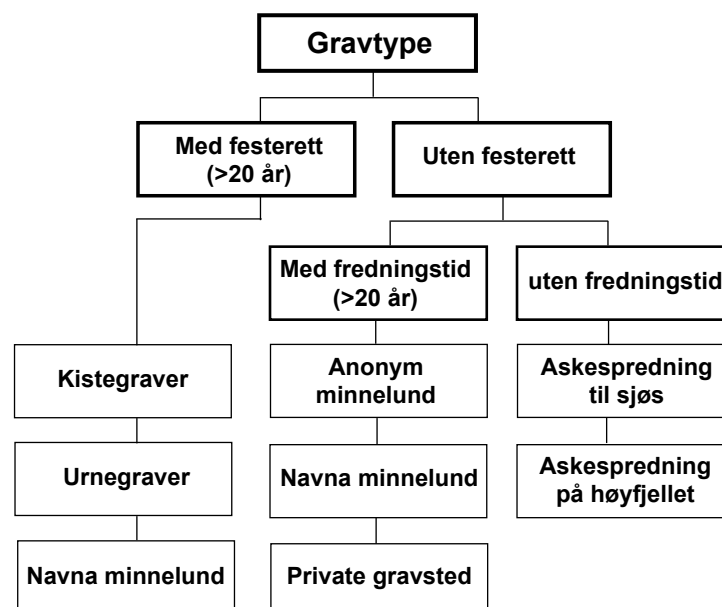 Gravtype
Med festerett
(>20 år)
Uten festerett
Med fredningstid
(>20 år)
uten fredningstid
Kistegraver
Anonym
minnelund
Askespredning
til sjøs
Urnegraver
Navna minnelund
Askespredning
på høyfjellet
Navna minnelund
Private gravsted